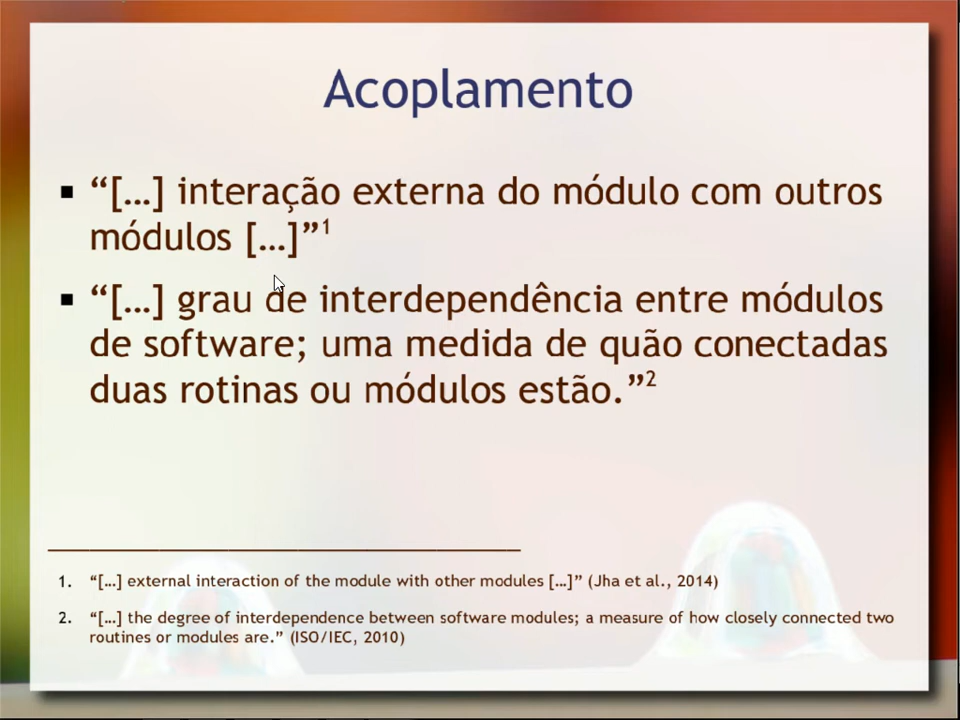 Acoplamento
▪ “[…] interação externa do módulo com outros
módulos […]”¹
▪ “[…] grau de interdependência entre módulos
de software; uma medida de quão conectadas
duas rotinas ou módulos estão.”²
1. “[…] external interaction of the module with other modules […]” (Jha et al., 2014)
2. “[…] the degree of interdependence between software modules; a measure of how closely connected two
routines or modules are.” (ISO/IEC, 2010)